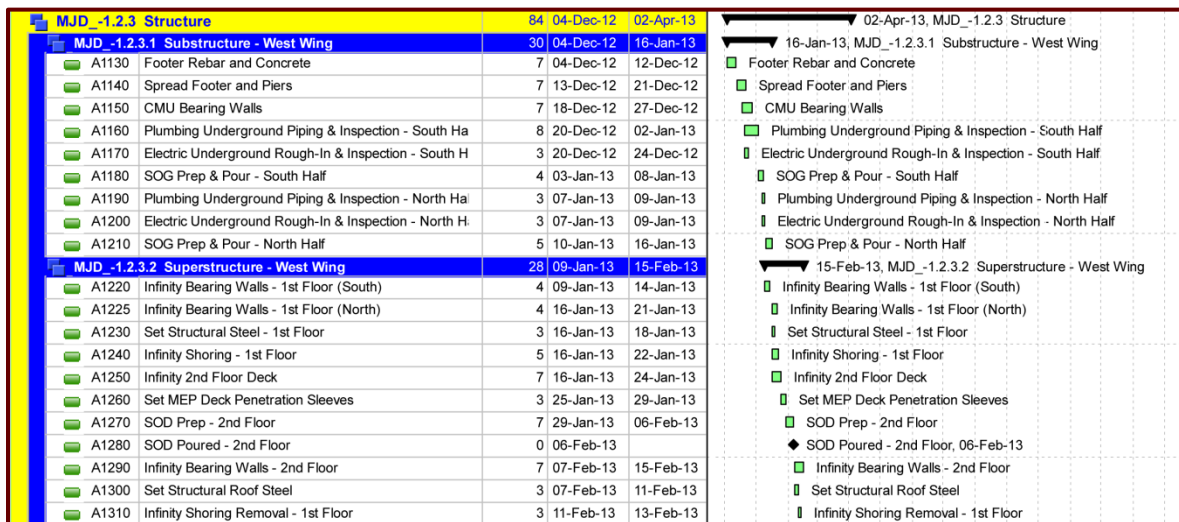 MJD_-1.2.3 Structure 84 04-Dec-12 02-Apr-13 02-Apr-13, MJD_-1.2.3 Structure
MJD_-1.2.3.1 Substructure - West Wing 30 04-Dec-12 16-Jan-13 16-Jan-13, MJD_-1.2.3.1 Substructure - West Wing
A1130 Footer Rebar and Concrete 7 04-Dec-12 12-Dec-12 Footer Rebar and Concrete
A1140 Spread Footer and Piers 7 13-Dec-12 21-Dec-12 Spread Footer and Piers
A1150 CMU Bearing Walls 7 18-Dec-12 27-Dec-12 CMU Bearing Walls
A1160 Plumbing Underground Piping & Inspection - South Ha 8 20-Dec-12 02-Jan-13 Plumbing Underground Piping & Inspection - South Half
A1170 Electric Underground Rough-In & Inspection - South H 3 20-Dec-12 24-Dec-12 Electric Underground Rough-In & Inspection - South Half
A1180 SOG Prep & Pour - South Half 4 03-Jan-13 08-Jan-13 SOG Prep & Pour - South Half
A1190 Plumbing Underground Piping & Inspection - North Hal 3 07-Jan-13 09-Jan-13 Plumbing Underground Piping & Inspection - North Half
A1200 Electric Underground Rough-In & Inspection - North H 3 07-Jan-13 09-Jan-13 Electric Underground Rough-In & Inspection - North Half
A1210 SOG Prep & Pour - North Half 5 10-Jan-13 16-Jan-13 SOG Prep & Pour - North Half
MJD_-1.2.3.2 Superstructure - West Wing 28 09-Jan-13 15-Feb-13 15-Feb-13, MJD_-1.2.3.2 Superstructure - West Wing
A1220 Infinity Bearing Walls - 1st Floor (South) 4 09-Jan-13 14-Jan-13 Infinity Bearing Walls - 1st Floor (South)
A1225 Infinity Bearing Walls - 1st Floor (North) 4 16-Jan-13 21-Jan-13 Infinity Bearing Walls - 1st Floor (North)
A1230 Set Structural Steel - 1st Floor 3 16-Jan-13 18-Jan-13 Set Structural Steel - 1st Floor
A1240 Infinity Shoring - 1st Floor 5 16-Jan-13 22-Jan-13 Infinity Shoring - 1st Floor
A1250 Infinity 2nd Floor Deck 7 16-Jan-13 24-Jan-13 Infinity 2nd Floor Deck
A1260 Set MEP Deck Penetration Sleeves 3 25-Jan-13 29-Jan-13 Set MEP Deck Penetration Sleeves
A1270 SOD Prep - 2nd Floor 7 29-Jan-13 06-Feb-13 SOD Prep - 2nd Floor
A1280 SOD Poured - 2nd Floor 0 06-Feb-13 SOD Poured - 2nd Floor, 06-Feb-13
A1290 Infinity Bearing Walls - 2nd Floor 7 07-Feb-13 15-Feb-13 Infinity Bearing Walls - 2nd Floor
A1300 Set Structural Roof Steel 3 07-Feb-13 11-Feb-13 Set Structural Roof Steel
A1310 Infinity Shoring Removal - 1st Floor 3 11-Feb-13 13-Feb-13 Infinity Shoring Removal - 1st Floor